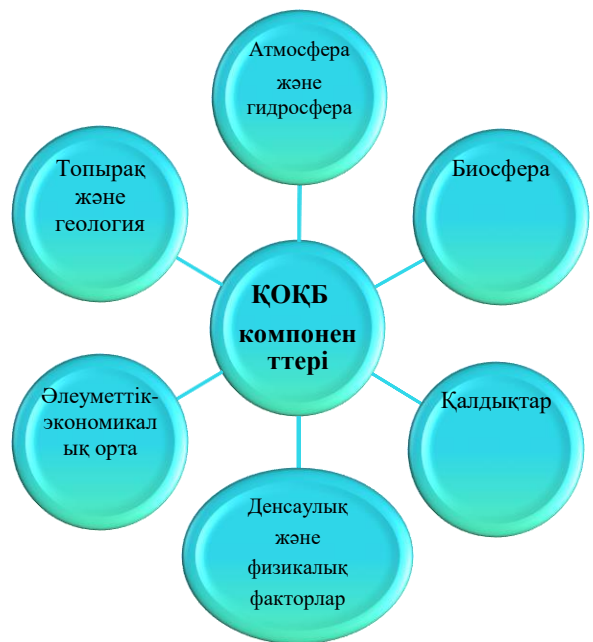 Атмосфера
және
гидросфера
Топырақ
және
геология
Биосфера
ҚОҚБ
компонен
ттері
Әлеуметтік-
экономикал
ық орта
Қалдықтар
Денсаулық
және
физикалық
факторлар